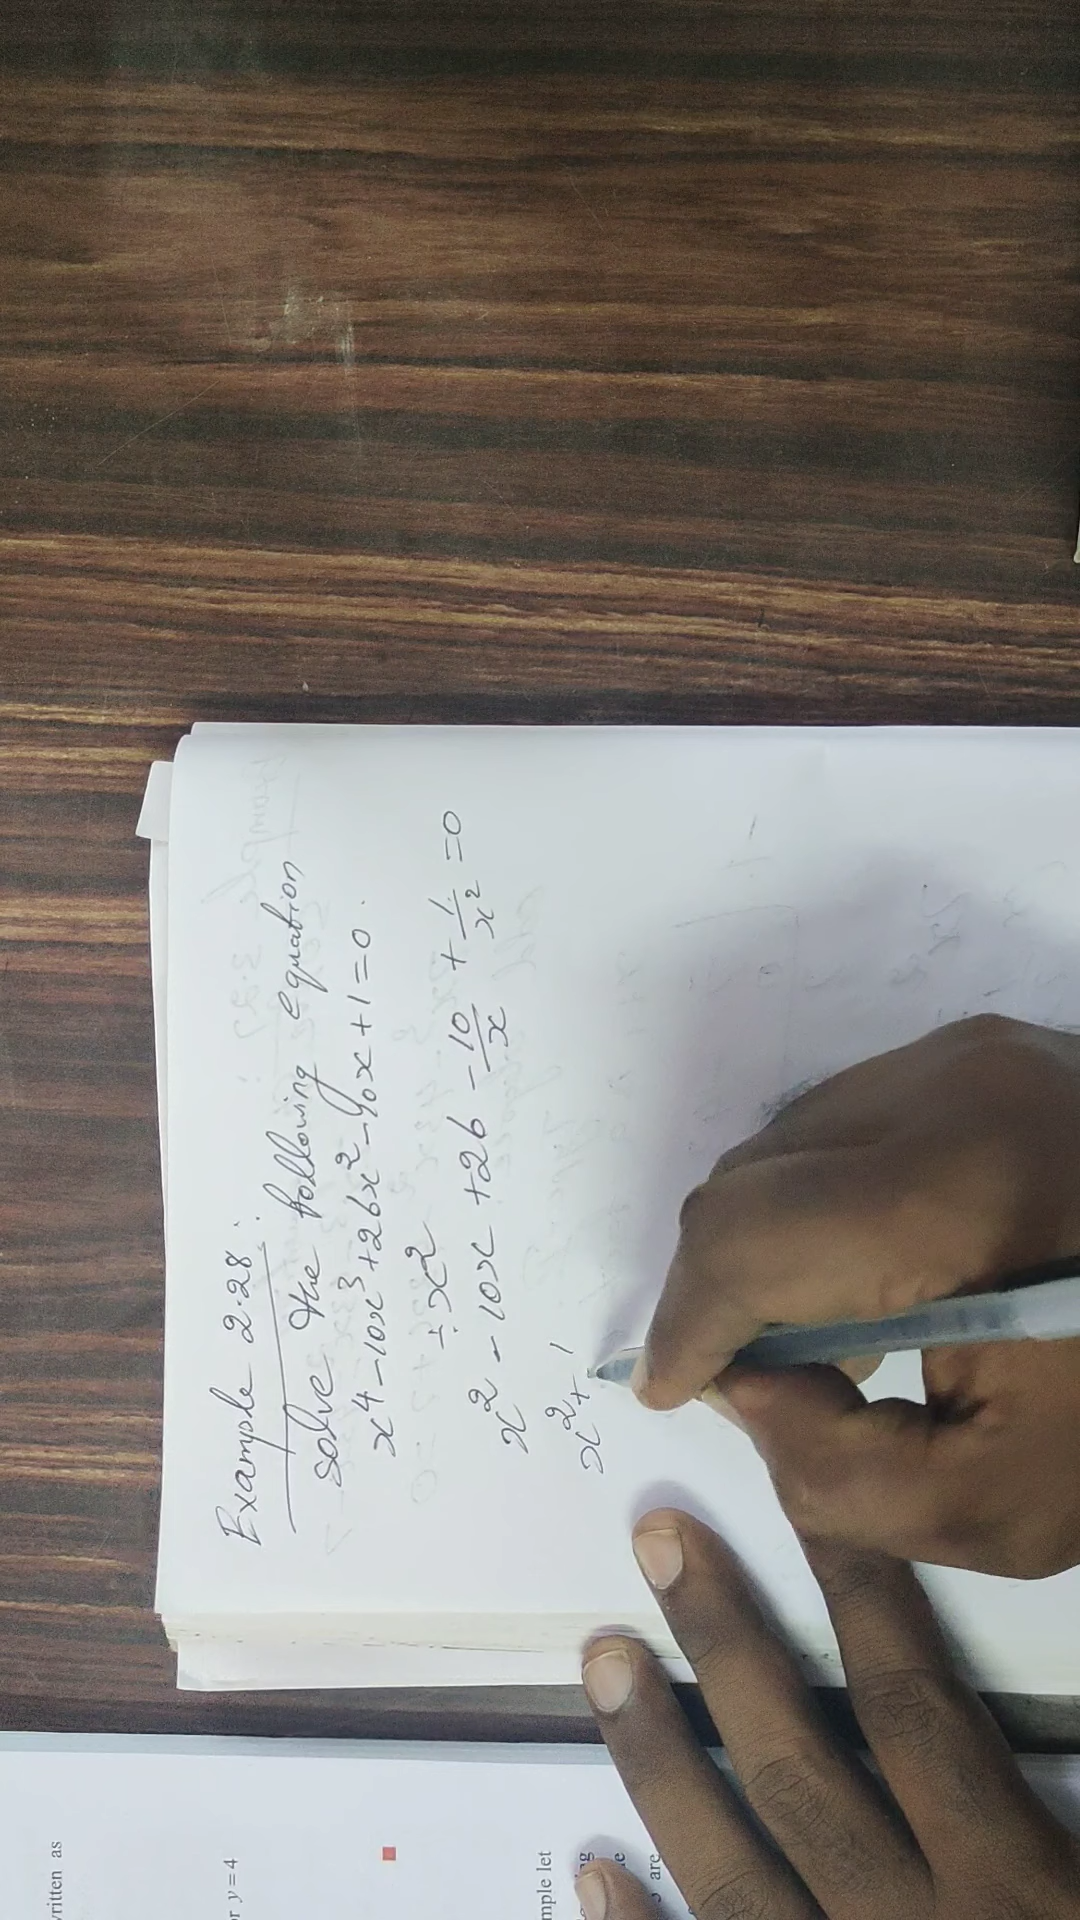 Example 2.28:
solve the following equation
x⁴ - 10x³ + 26x² - 10x + 1 = 0.
÷ x²
x² - 10x + 26 - 10/x + 1/x² = 0
x² + 1
written as
r y = 4
mple let
ng
e
are